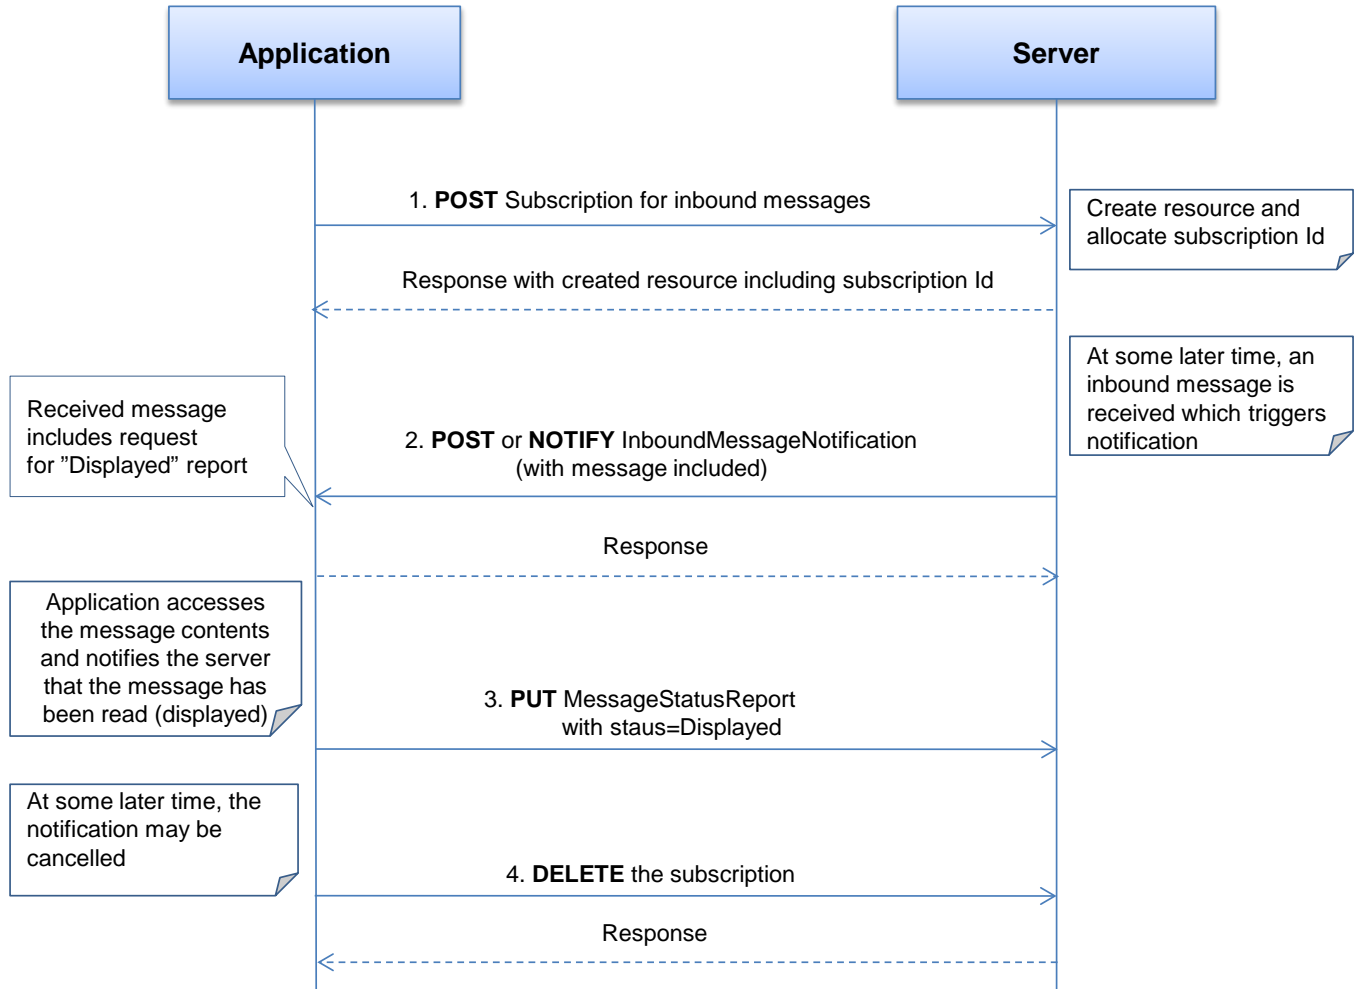 Application
Server
1. POST Subscription for inbound messages
Create resource and
allocate subscription Id
Response with created resource including subscription Id
At some later time, an
inbound message is
received which triggers
notification
Received message
includes request
for ”Displayed” report
2. POST or NOTIFY InboundMessageNotification
(with message included)
Response
Application accesses
the message contents
and notifies the server
that the message has
been read (displayed)
3. PUT MessageStatusReport
with staus=Displayed
At some later time, the
notification may be
cancelled
4. DELETE the subscription
Response